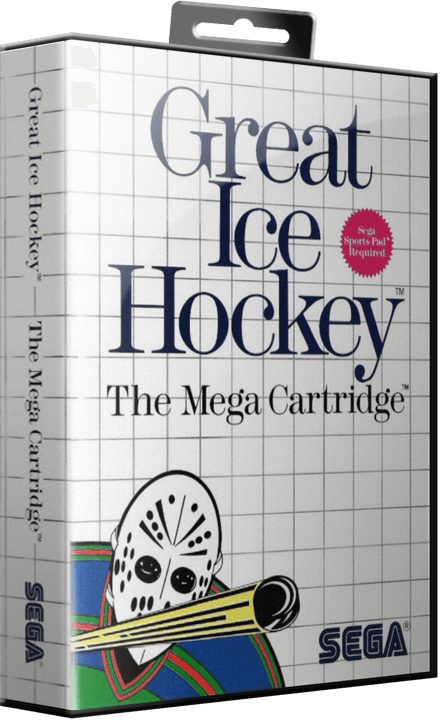 Great
Ice
Hockey™
The Mega Cartridge™
Sega
Sports Pad™
Required
SEGA®
Great Ice Hockey™ The Mega Cartridge™ SEGA